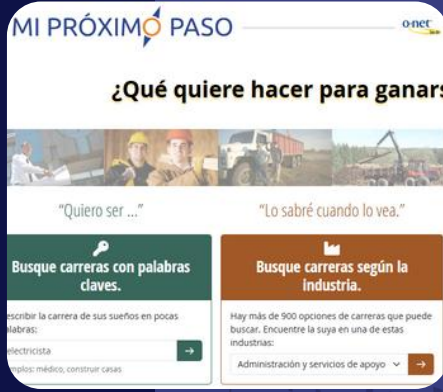 MI PRÓXIMO PASO
o·net
¿Qué quiere hacer para ganars
"Quiero ser ..."
"Lo sabré cuando lo vea."
Busque carreras con palabras
claves.
escribir la carrera de sus sueños en pocas
alabras:
electricista
mplos: médico, construir casas
Busque carreras según la
industria.
Hay más de 900 opciones de carreras que puede
buscar. Encuentre la suya en una de estas
industrias:
Administración y servicios de apoyo